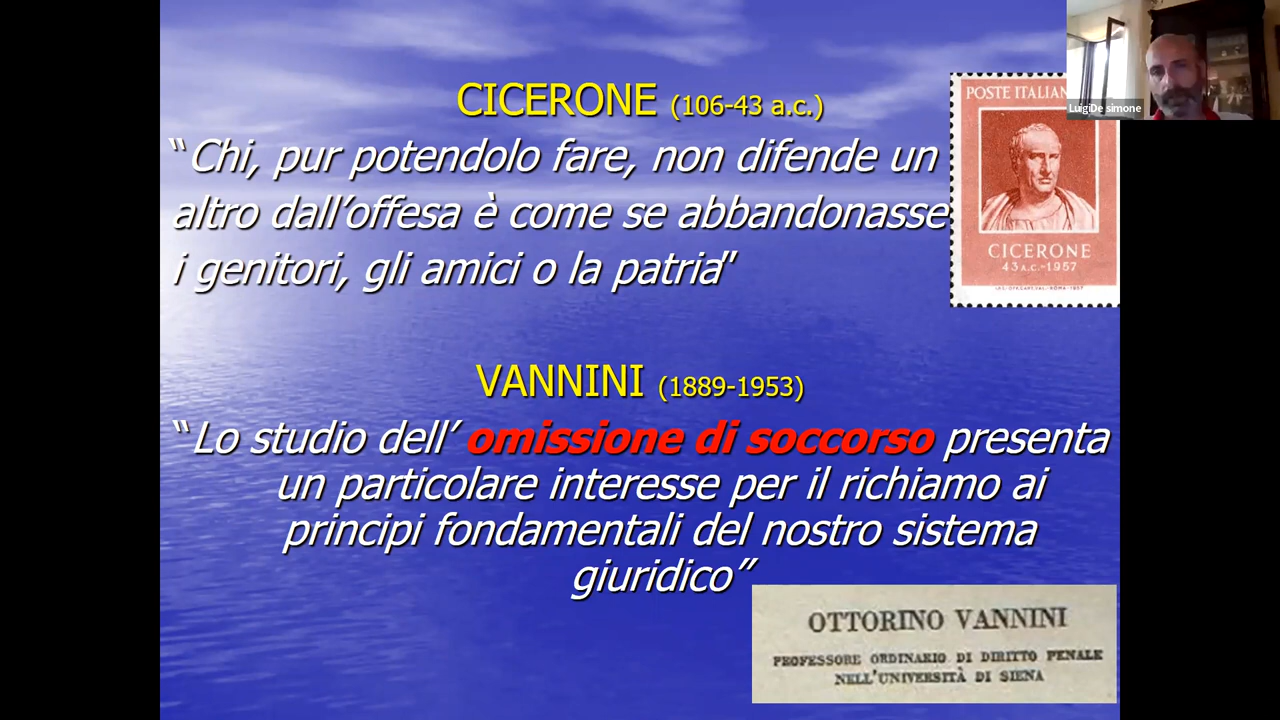 CICERONE (106-43 a.c.)
“Chi, pur potendolo fare, non difende un
altro dall’offesa è come se abbandonasse
i genitori, gli amici o la patria”
POSTE ITALIAN
CICERONE
43 A.C.-1957
LuigiDe simone
VANNINI (1889-1953)
“Lo studio dell’ omissione di soccorso presenta
un particolare interesse per il richiamo ai
principi fondamentali del nostro sistema
giuridico”
OTTORINO VANNINI
PROFESSORE ORDINARIO DI DIRITTO PENALE
NELL'UNIVERSITÀ DI SIENA